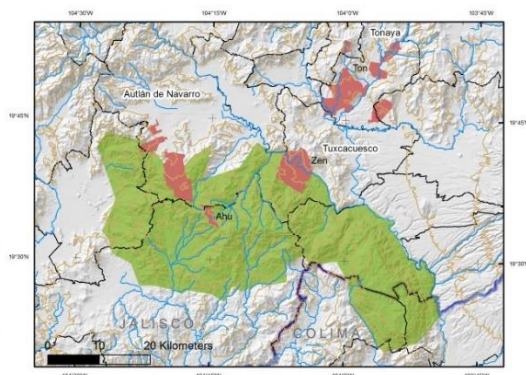 104°30'W 104°15'W 104°0'W 103°45'W
Tonaya
Ton
Autlán de Navarro
19°45'N 19°45'N
Tuxcacuesco
Zen
Ahu
19°30'N 19°30'N
JALISCO
COLIMA
0 10 20 Kilometers